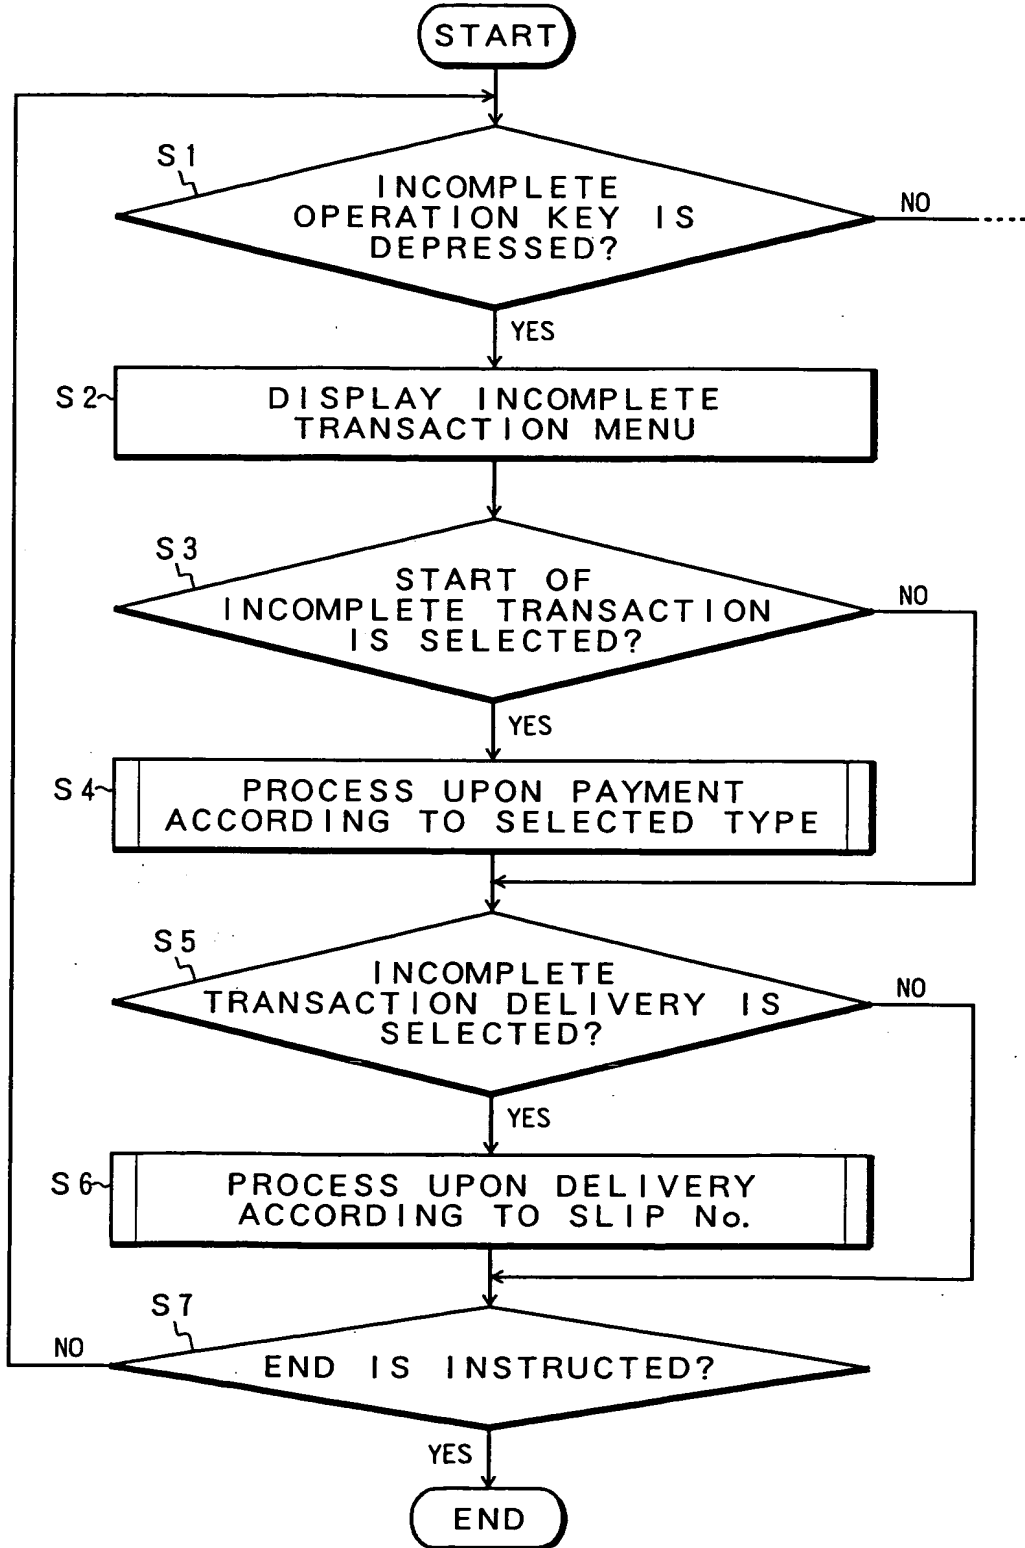 START
S1
INCOMPLETE
OPERATION KEY IS
DEPRESSED?
NO
YES
S2
DISPLAY INCOMPLETE
TRANSACTION MENU
S3
START OF
INCOMPLETE TRANSACTION
IS SELECTED?
NO
YES
S4
PROCESS UPON PAYMENT
ACCORDING TO SELECTED TYPE
S5
INCOMPLETE
TRANSACTION DELIVERY IS
SELECTED?
NO
YES
S6
PROCESS UPON DELIVERY
ACCORDING TO SLIP No.
S7
NO
END IS INSTRUCTED?
YES
END